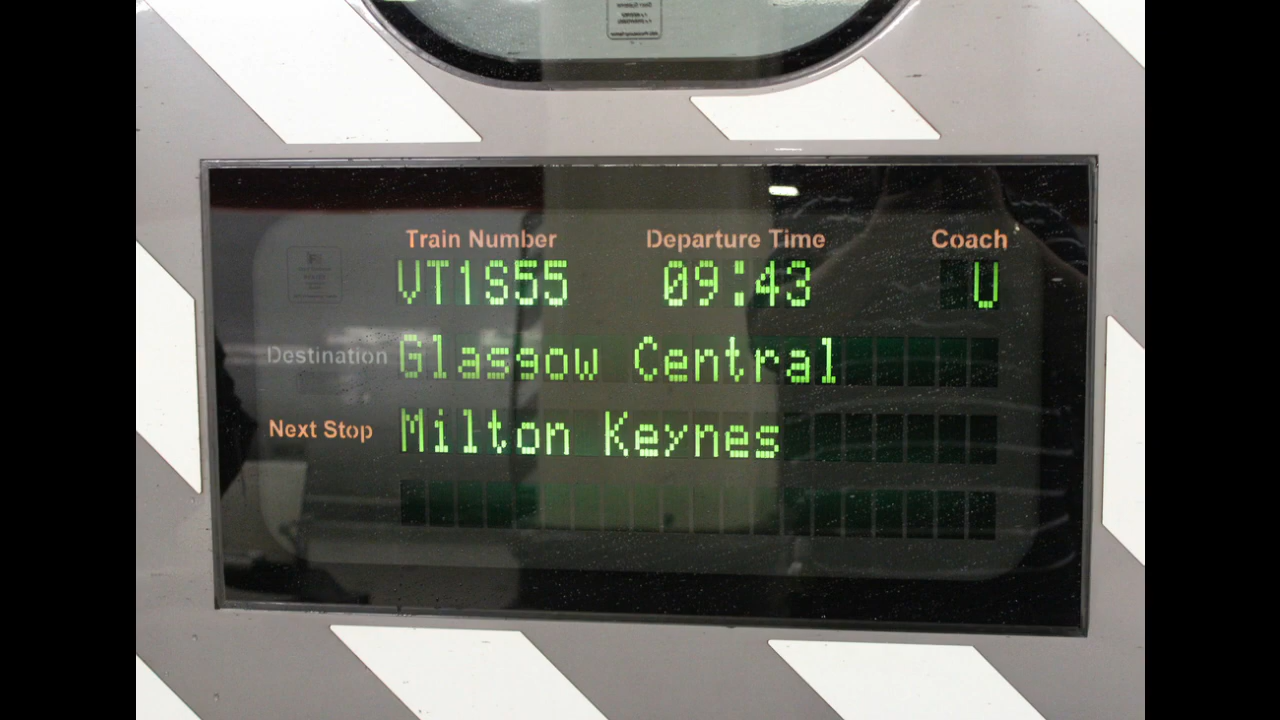 Train Number Departure Time Coach
VT1S55 09:43 U
Destination Glasgow Central
Next Stop Milton Keynes